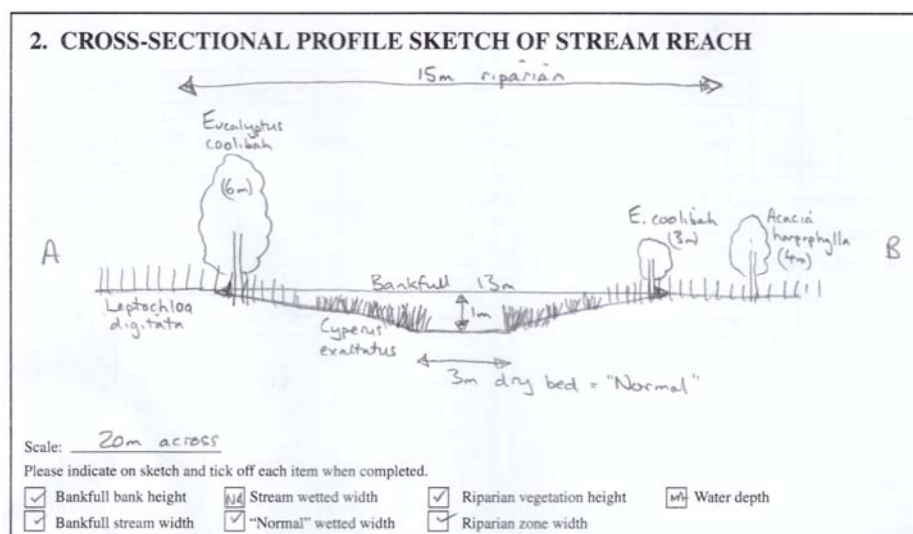 2. CROSS-SECTIONAL PROFILE SKETCH OF STREAM REACH
15m riparian
Eucalyptus
coolibah
(6m)
E. coolibah
(3m)
Acacia
harpophylla
(4m)
A
B
Bankfull 13m
1m
Leptochloa
digitata
Cyperus
exaltatus
3m dry bed = "Normal"
Scale: 20m across
Please indicate on sketch and tick off each item when completed.
Bankfull bank height
NA Stream wetted width
Riparian vegetation height
NA Water depth
Bankfull stream width
"Normal" wetted width
Riparian zone width